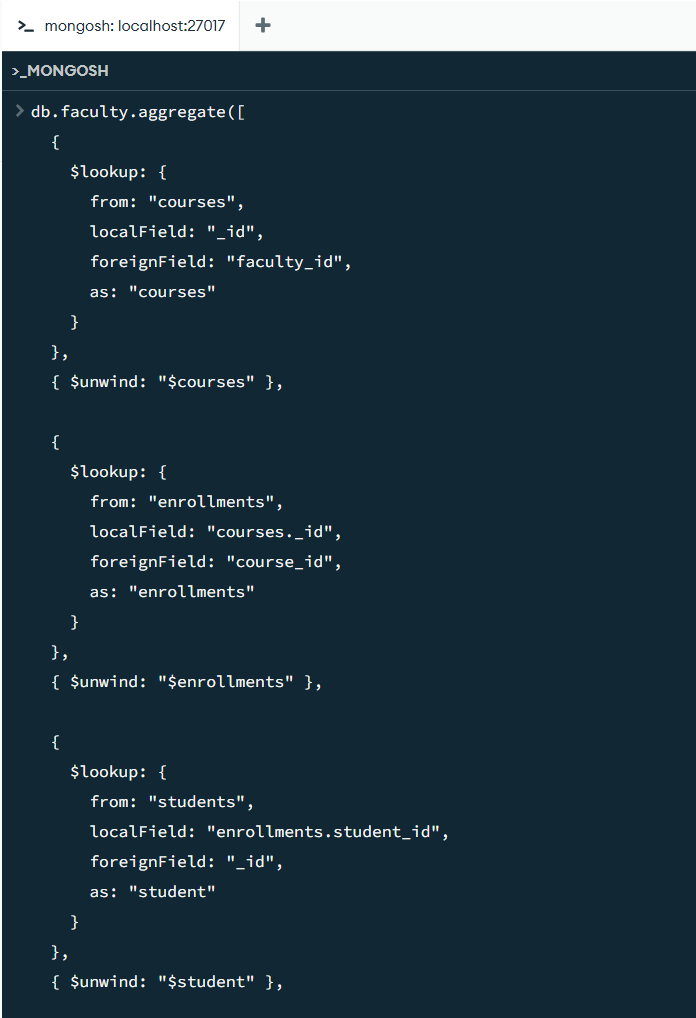 >_ mongosh: localhost:27017 +
>_MONGOSH
> db.faculty.aggregate([
{
$lookup: {
from: "courses",
localField: "_id",
foreignField: "faculty_id",
as: "courses"
}
},
{ $unwind: "$courses" },
{
$lookup: {
from: "enrollments",
localField: "courses._id",
foreignField: "course_id",
as: "enrollments"
}
},
{ $unwind: "$enrollments" },
{
$lookup: {
from: "students",
localField: "enrollments.student_id",
foreignField: "_id",
as: "student"
}
},
{ $unwind: "$student" },